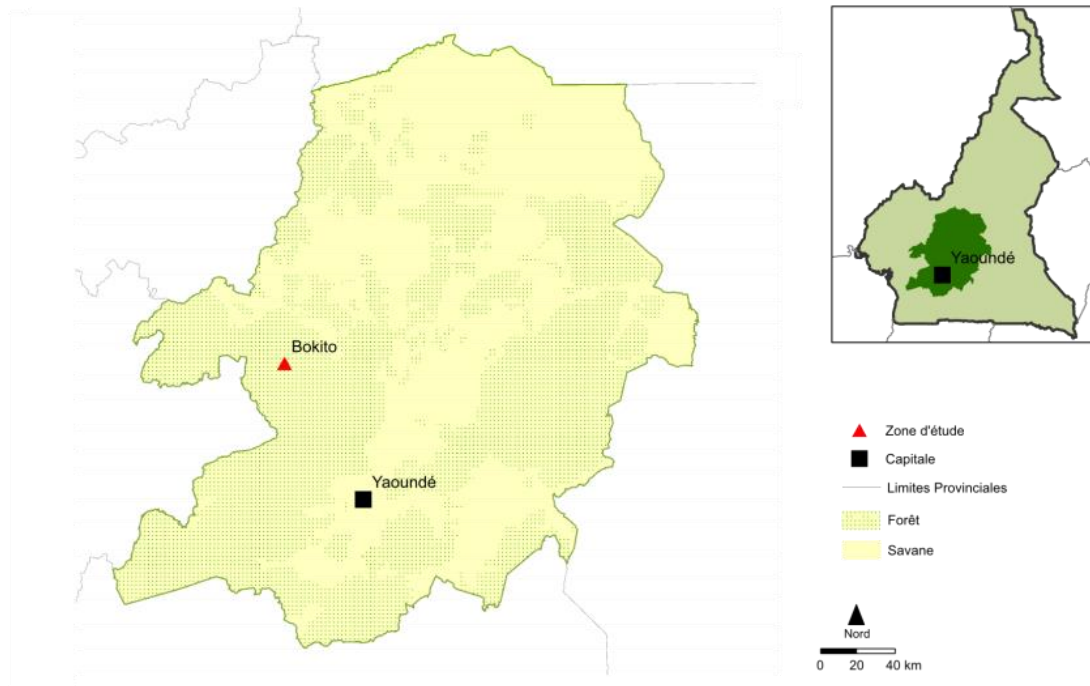 Bokito
Yaoundé
Yaoundé
Zone d'étude
Capitale
Limites Provinciales
Forêt
Savane
Nord
0 20 40 km